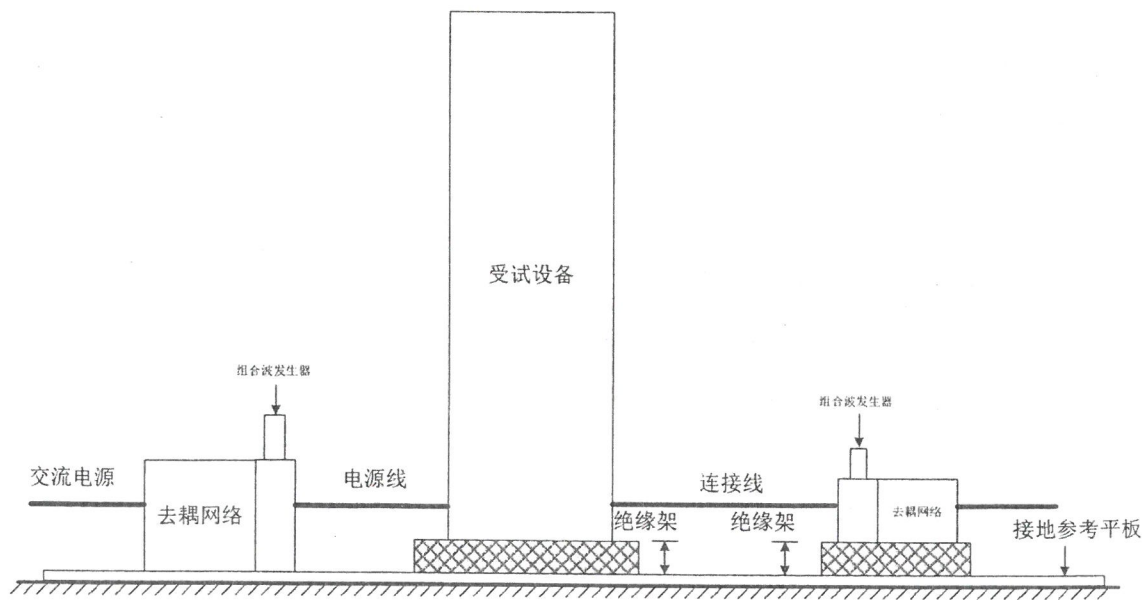 受试设备
组合波发生器
组合波发生器
交流电源
电源线
连接线
去耦网络
绝缘架
绝缘架
去耦网络
接地参考平板